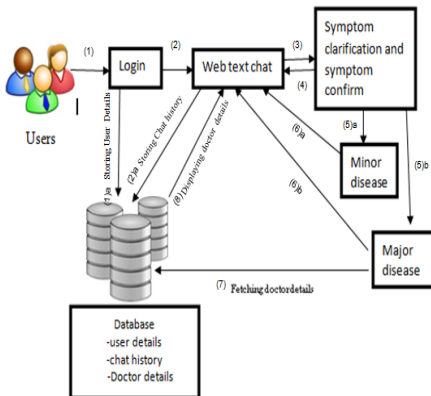 (1)
(2)
(3)
(4)
Login
Web text chat
Symptom
clarification and
symptom
confirm
Users
(1)a Storing User Details
(2)a Storing Chat history
(8) Displaying doctor details
(6)a
(5)a
(5)b
Minor
disease
(6)b
Major
disease
(7) Fetching doctordetails
Database
-user details
-chat history
-Doctor details